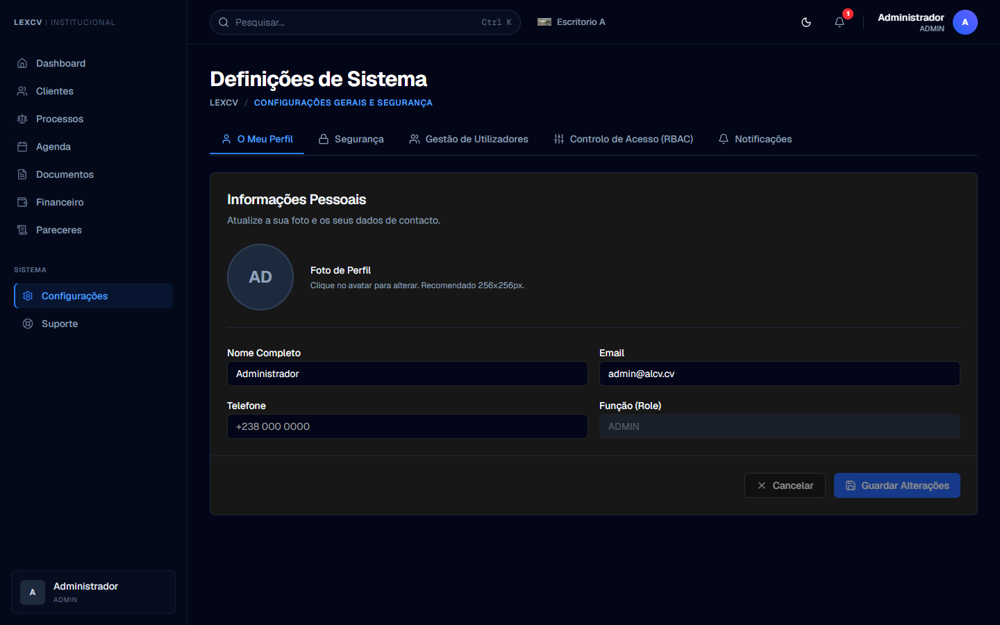 LEXCV | INSTITUCIONAL
Pesquisar...
Ctrl K
Escritorio A
1
Administrador
ADMIN
A
Dashboard
Clientes
Processos
Agenda
Documentos
Financeiro
Pareceres
SISTEMA
Configurações
Suporte
Administrador
ADMIN
A
Definições de Sistema
LEXCV / CONFIGURAÇÕES GERAIS E SEGURANÇA
O Meu Perfil
Segurança
Gestão de Utilizadores
Controlo de Acesso (RBAC)
Notificações
Informações Pessoais
Atualize a sua foto e os seus dados de contacto.
AD
Foto de Perfil
Clique no avatar para alterar. Recomendado 256x256px.
Nome Completo
Administrador
Email
admin@alcv.cv
Telefone
+238 000 0000
Função (Role)
ADMIN
Cancelar
Guardar Alterações